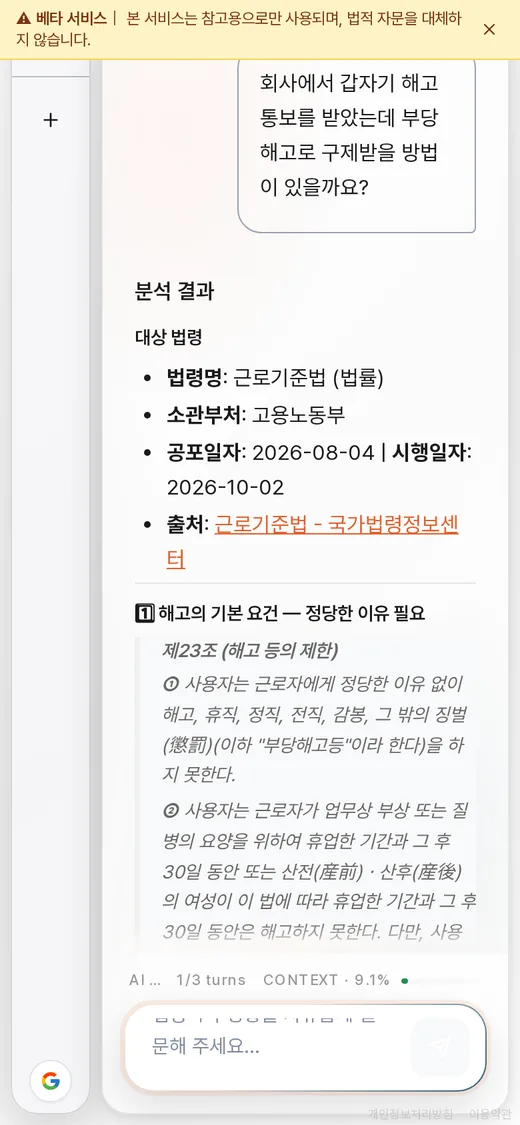 ⚠ 베타 서비스 | 본 서비스는 참고용으로만 사용되며, 법적 자문을 대체하
지 않습니다.
회사에서 갑자기 해고
통보를 받았는데 부당
해고로 구제받을 방법
이 있을까요?
분석 결과
대상 법령
• 법령명: 근로기준법 (법률)
• 소관부처: 고용노동부
• 공포일자: 2026-08-04 | 시행일자:
2026-10-02
• 출처: 근로기준법 - 국가법령정보센
터
1️⃣ 해고의 기본 요건 — 정당한 이유 필요
제23조 (해고 등의 제한)
① 사용자는 근로자에게 정당한 이유 없이
해고, 휴직, 정직, 전직, 감봉, 그 밖의 징벌
(懲罰)(이하 "부당해고등"이라 한다)을 하
지 못한다.
② 사용자는 근로자가 업무상 부상 또는 질
병의 요양을 위하여 휴업한 기간과 그 후
30일 동안 또는 산전(産前)·산후(産後)
의 여성이 이 법에 따라 휴업한 기간과 그 후
30일 동안은 해고하지 못한다. 다만, 사용
AI ... 1/3 turns CONTEXT · 9.1%
문해 주세요...
개인정보처리방침 이용약관